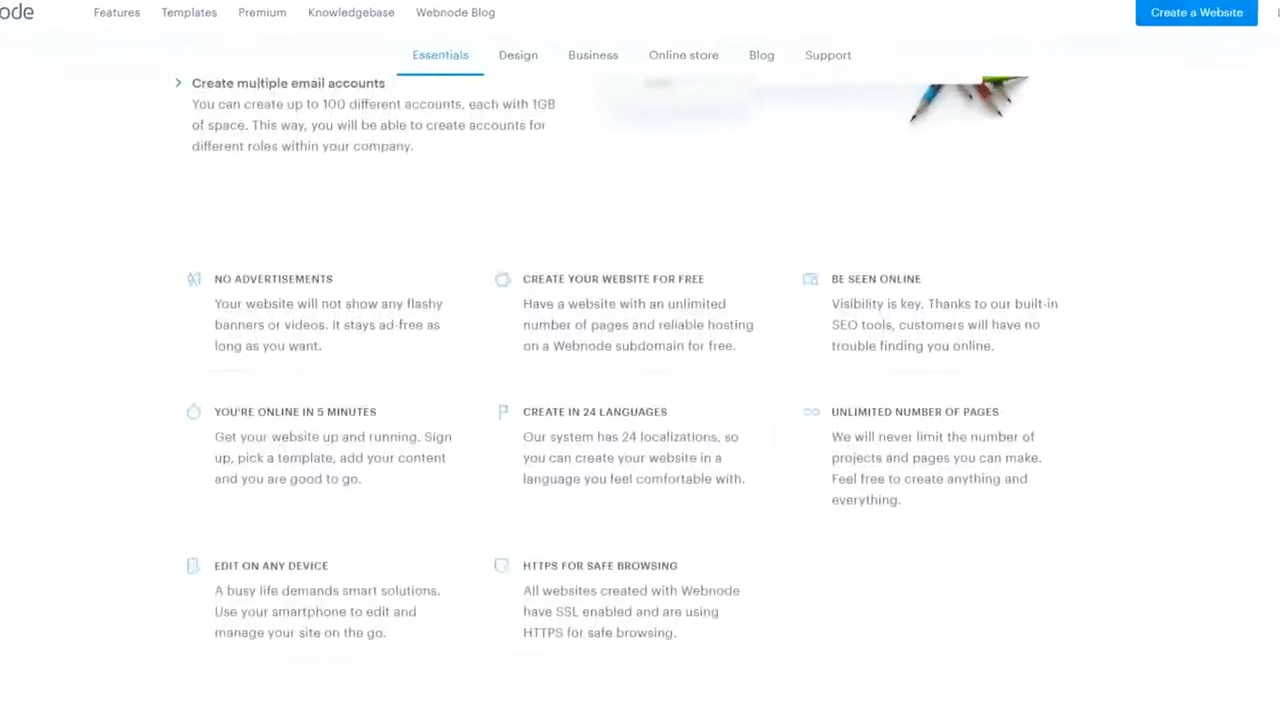 ode
Features Templates Premium Knowledgebase Webnode Blog
Create a Website
Essentials Design Business Online store Blog Support
Create multiple email accounts
You can create up to 100 different accounts, each with 1GB
of space. This way, you will be able to create accounts for
different roles within your company.
NO ADVERTISEMENTS
Your website will not show any flashy
banners or videos. It stays ad-free as
long as you want.
CREATE YOUR WEBSITE FOR FREE
Have a website with an unlimited
number of pages and reliable hosting
on a Webnode subdomain for free.
BE SEEN ONLINE
Visibility is key. Thanks to our built-in
SEO tools, customers will have no
trouble finding you online.
YOU'RE ONLINE IN 5 MINUTES
Get your website up and running. Sign
up, pick a template, add your content
and you are good to go.
CREATE IN 24 LANGUAGES
Our system has 24 localizations, so
you can create your website in a
language you feel comfortable with.
UNLIMITED NUMBER OF PAGES
We will never limit the number of
projects and pages you can make.
Feel free to create anything and
everything.
EDIT ON ANY DEVICE
A busy life demands smart solutions.
Use your smartphone to edit and
manage your site on the go.
HTTPS FOR SAFE BROWSING
All websites created with Webnode
have SSL enabled and are using
HTTPS for safe browsing.